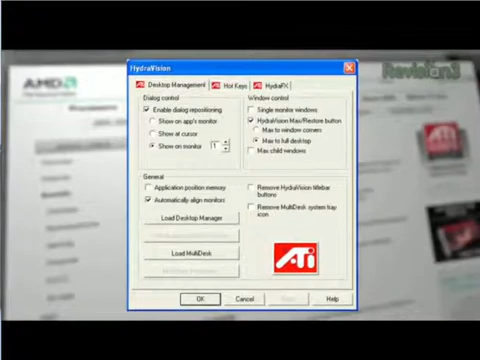 HydraVision
AMD
Revision3
Desktop Management
Hot Keys
HydraFX
Dialog control
Enable dialog repositioning
Show on app's monitor
Show at cursor
Show on monitor
1
Window control
Single monitor windows
HydraVision Max/Restore button
Max to window corners
Max to full desktop
Max child windows
General
Application position memory
Automatically align monitors
Load Desktop Manager
Load MultiDesk
Remove HydraVision titlebar
buttons
Remove MultiDesk system tray
icon
ATI
ATI
OK
Cancel
Help